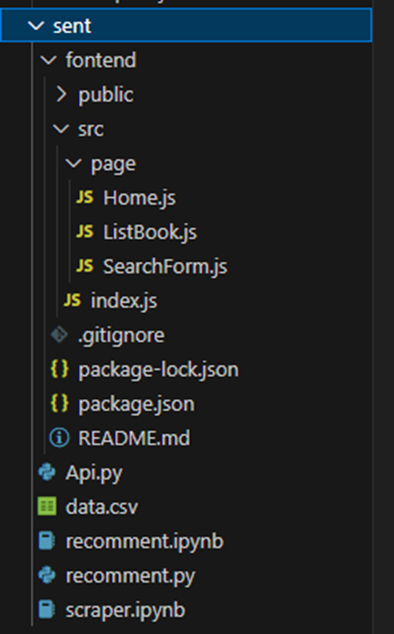 sent
fontend
public
src
page
JS Home.js
JS ListBook.js
JS SearchForm.js
JS index.js
.gitignore
{} package-lock.json
{} package.json
README.md
Api.py
data.csv
recomment.ipynb
recomment.py
scraper.ipynb